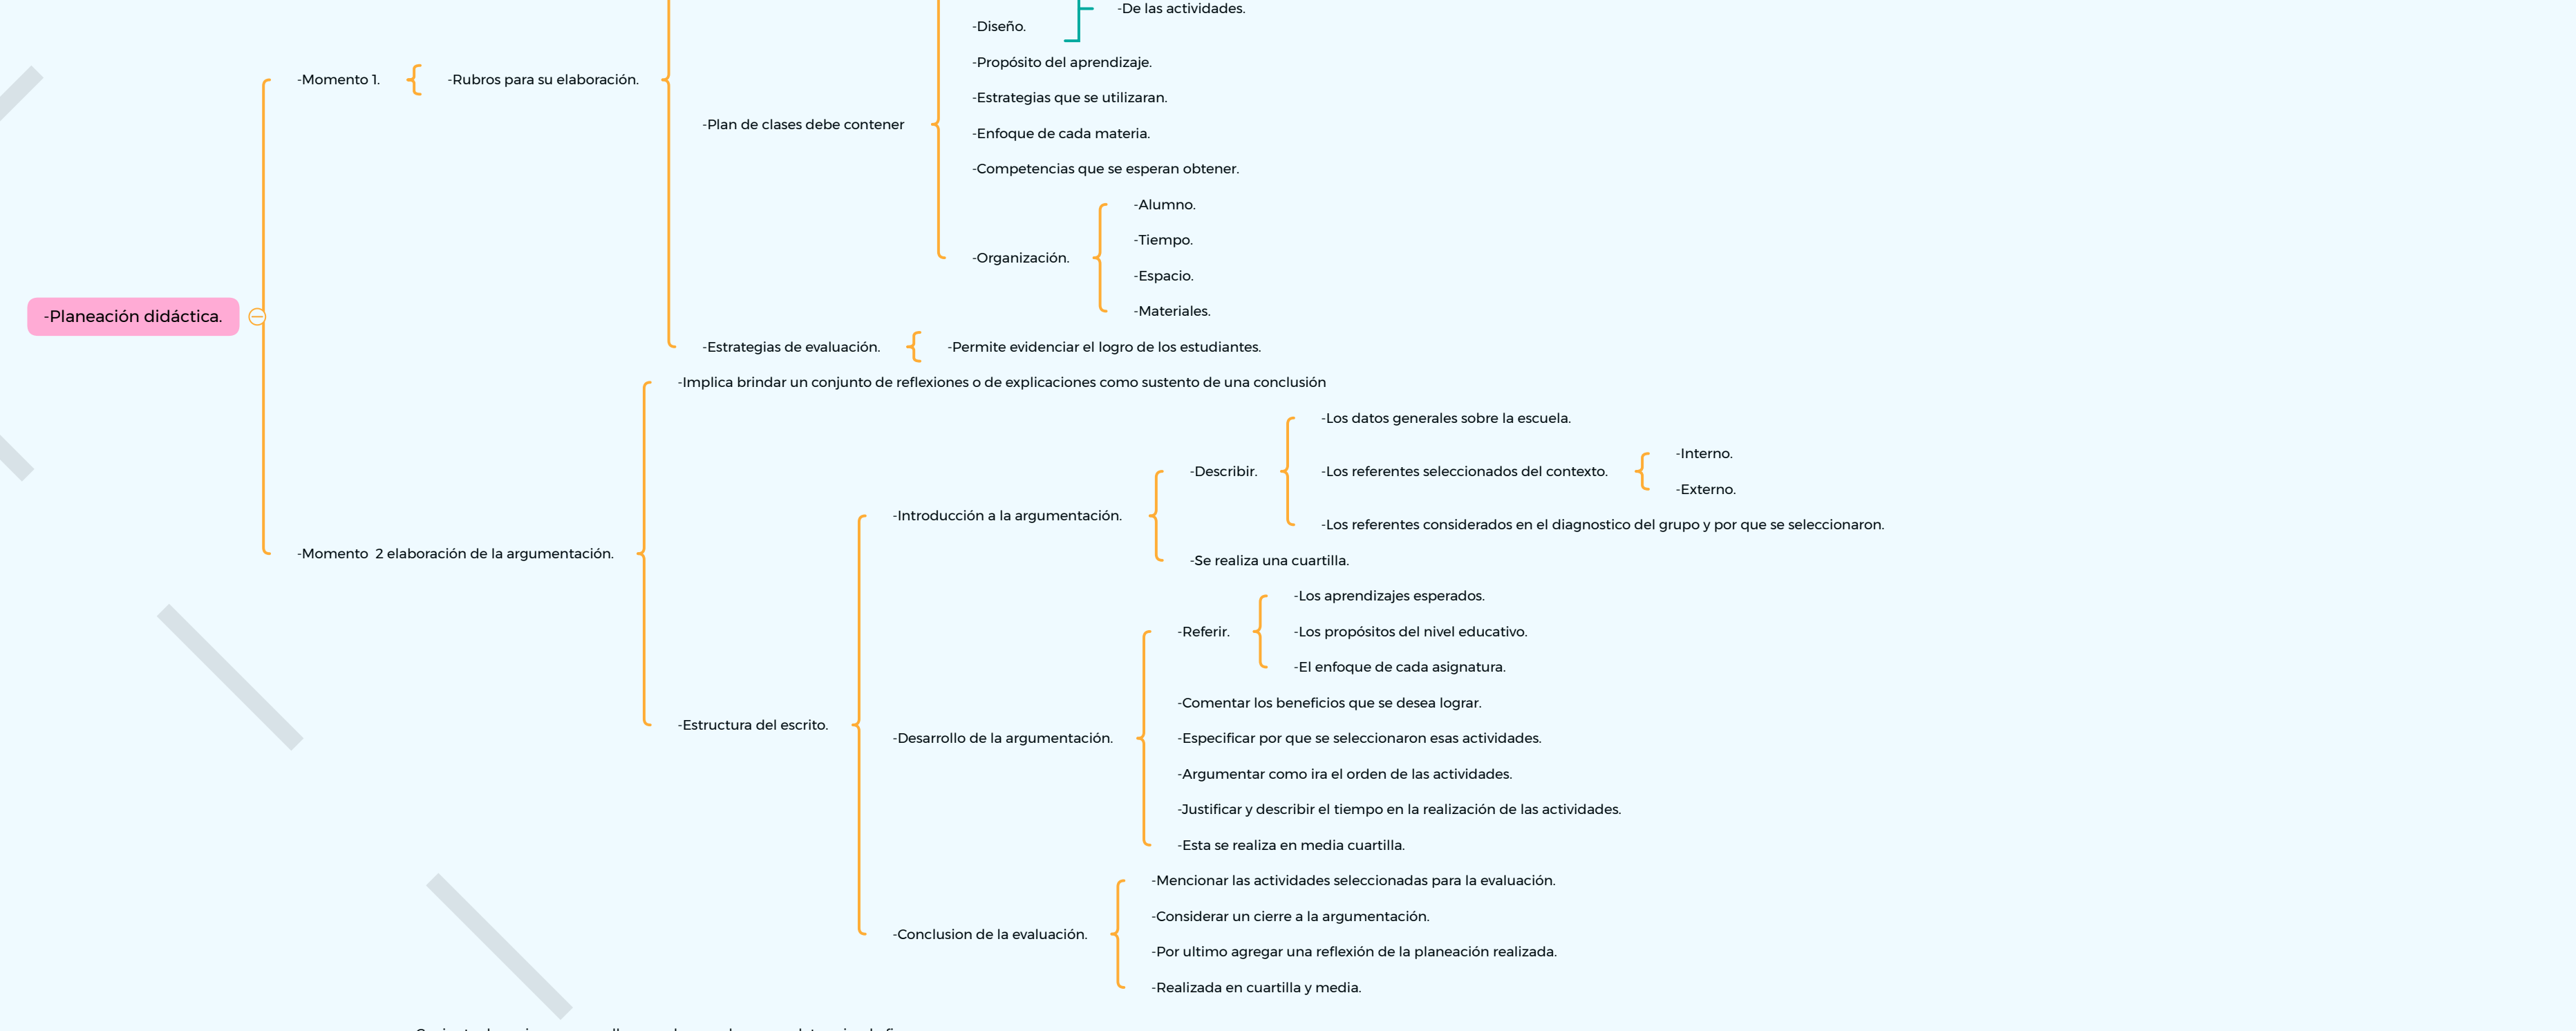 -De las actividades.
-Diseño.
-Propósito del aprendizaje.
-Momento 1.
-Rubros para su elaboración.
-Estrategias que se utilizaran.
-Plan de clases debe contener
-Enfoque de cada materia.
-Competencias que se esperan obtener.
-Alumno.
-Tiempo.
-Organización.
-Espacio.
-Materiales.
-Planeación didáctica.
-Estrategias de evaluación.
-Permite evidenciar el logro de los estudiantes.
-Implica brindar un conjunto de reflexiones o de explicaciones como sustento de una conclusión
-Los datos generales sobre la escuela.
-Describir.
-Los referentes seleccionados del contexto.
-Interno.
-Externo.
-Introducción a la argumentación.
-Los referentes considerados en el diagnostico del grupo y por que se seleccionaron.
-Momento  2 elaboración de la argumentación.
-Se realiza una cuartilla.
-Los aprendizajes esperados.
-Referir.
-Los propósitos del nivel educativo.
-El enfoque de cada asignatura.
-Comentar los beneficios que se desea lograr.
-Estructura del escrito.
-Desarrollo de la argumentación.
-Especificar por que se seleccionaron esas actividades.
-Argumentar como ira el orden de las actividades.
-Justificar y describir el tiempo en la realización de las actividades.
-Esta se realiza en media cuartilla.
-Mencionar las actividades seleccionadas para la evaluación.
-Considerar un cierre a la argumentación.
-Conclusion de la evaluación.
-Por ultimo agregar una reflexión de la planeación realizada.
-Realizada en cuartilla y media.